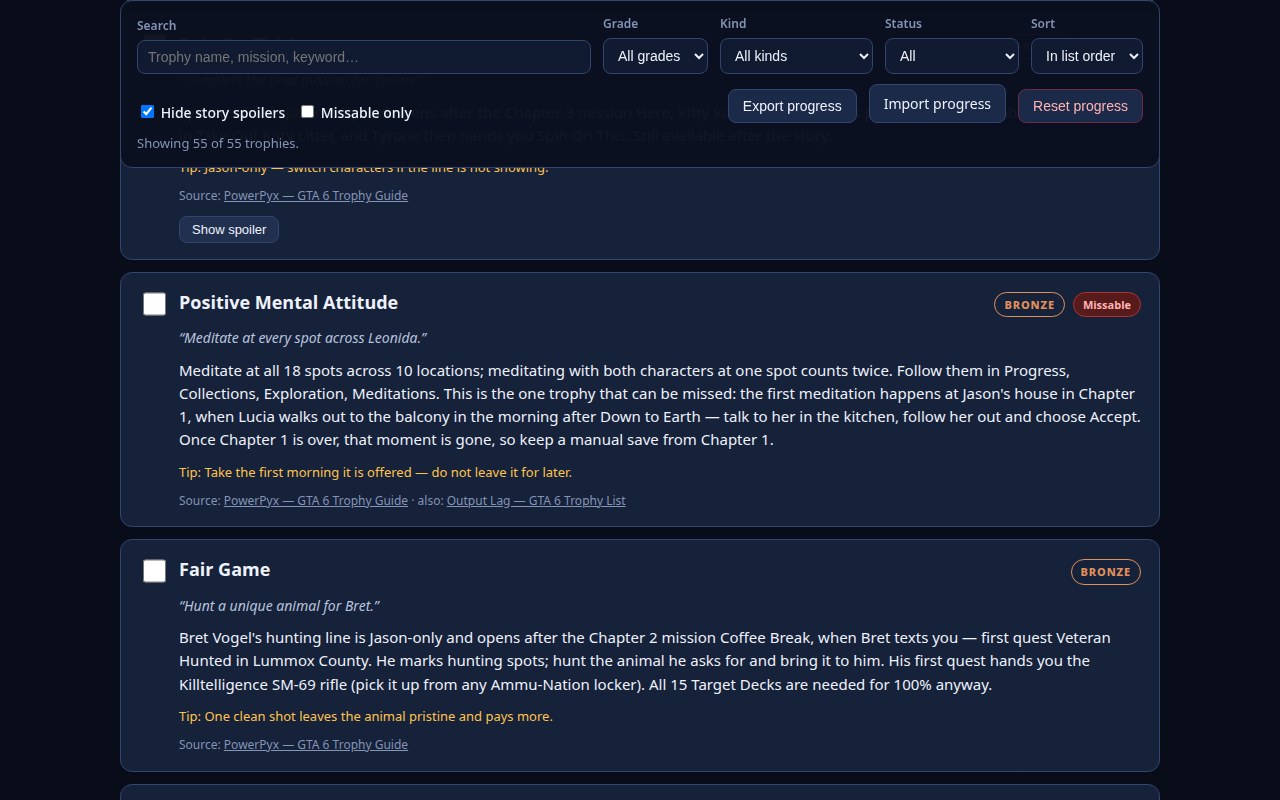 Search
Grade
Kind
Status
Sort
Trophy name, mission, keyword…
All grades
All kinds
All
In list order
Hide story spoilers
Missable only
Export progress
Import progress
Reset progress
Showing 55 of 55 trophies.
Tip: Jason-only — switch characters if the line is not showing.
Source: PowerPyx — GTA 6 Trophy Guide
Show spoiler
Positive Mental Attitude
BRONZE
Missable
“Meditate at every spot across Leonida.”
Meditate at all 18 spots across 10 locations; meditating with both characters at one spot counts twice. Follow them in Progress,
Collections, Exploration, Meditations. This is the one trophy that can be missed: the first meditation happens at Jason's house in Chapter
1, when Lucia walks out to the balcony in the morning after Down to Earth — talk to her in the kitchen, follow her out and choose Accept.
Once Chapter 1 is over, that moment is gone, so keep a manual save from Chapter 1.
Tip: Take the first morning it is offered — do not leave it for later.
Source: PowerPyx — GTA 6 Trophy Guide · also: Output Lag — GTA 6 Trophy List
Fair Game
BRONZE
“Hunt a unique animal for Bret.”
Bret Vogel's hunting line is Jason-only and opens after the Chapter 2 mission Coffee Break, when Bret texts you — first quest Veteran
Hunted in Lummox County. He marks hunting spots; hunt the animal he asks for and bring it to him. His first quest hands you the
Killtelligence SM-69 rifle (pick it up from any Ammu-Nation locker). All 15 Target Decks are needed for 100% anyway.
Tip: One clean shot leaves the animal pristine and pays more.
Source: PowerPyx — GTA 6 Trophy Guide